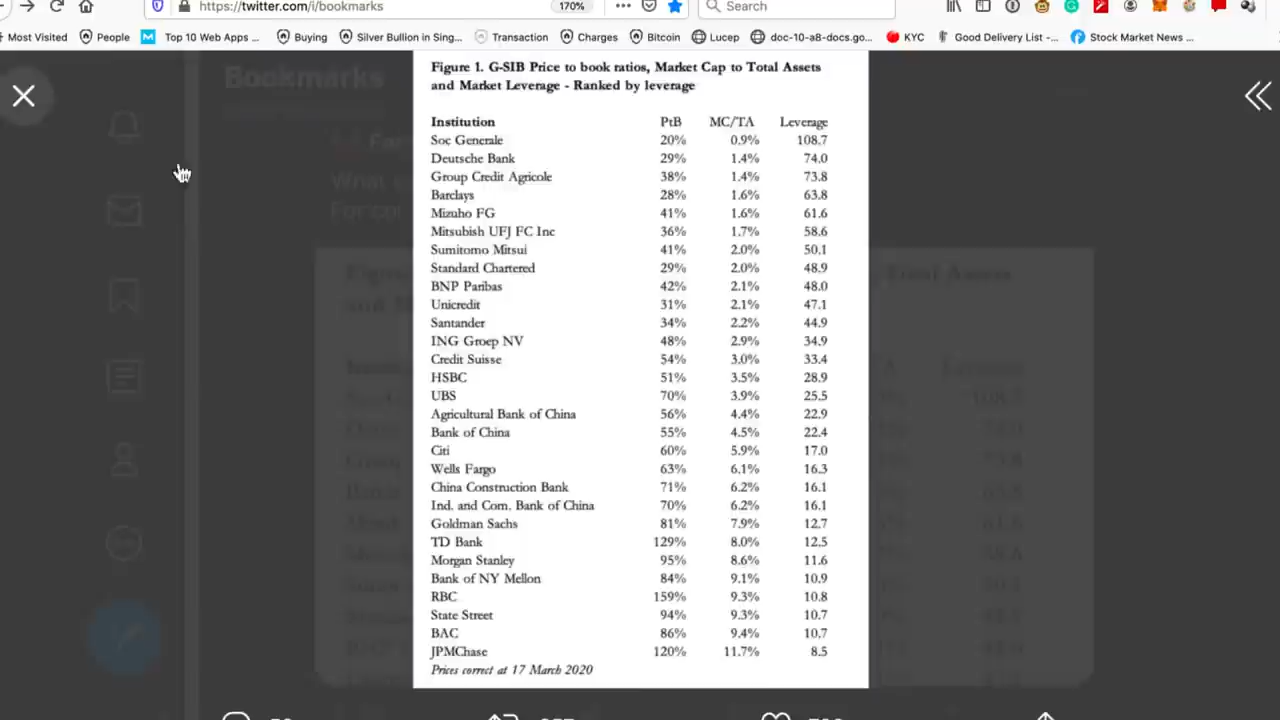 https://twitter.com/i/bookmarks 170% Search
Most Visited People Top 10 Web Apps ... Buying Silver Bullion in Sing... Transaction Charges Bitcoin Lucep doc-10-a8-docs.go... KYC Good Delivery List -... Stock Market News ...
Bookmarks
Figure 1. G-SIB Price to book ratios, Market Cap to Total Assets
and Market Leverage - Ranked by leverage
Institution PtB MC/TA Leverage
Soc Generale 20% 0.9% 108.7
Deutsche Bank 29% 1.4% 74.0
Group Credit Agricole 38% 1.4% 73.8
Barclays 28% 1.6% 63.8
Mizuho FG 41% 1.6% 61.6
Mitsubish UFJ FC Inc 36% 1.7% 58.6
Sumitomo Mitsui 41% 2.0% 50.1
Standard Chartered 29% 2.0% 48.9
BNP Paribas 42% 2.1% 48.0
Unicredit 31% 2.1% 47.1
Santander 34% 2.2% 44.9
ING Groep NV 48% 2.9% 34.9
Credit Suisse 54% 3.0% 33.4
HSBC 51% 3.5% 28.9
UBS 70% 3.9% 25.5
Agricultural Bank of China 56% 4.4% 22.9
Bank of China 55% 4.5% 22.4
Citi 60% 5.9% 17.0
Wells Fargo 63% 6.1% 16.3
China Construction Bank 71% 6.2% 16.1
Ind. and Com. Bank of China 70% 6.2% 16.1
Goldman Sachs 81% 7.9% 12.7
TD Bank 129% 8.0% 12.5
Morgan Stanley 95% 8.6% 11.6
Bank of NY Mellon 84% 9.1% 10.9
RBC 159% 9.3% 10.8
State Street 94% 9.3% 10.7
BAC 86% 9.4% 10.7
JPMChase 120% 11.7% 8.5
Prices correct at 17 March 2020